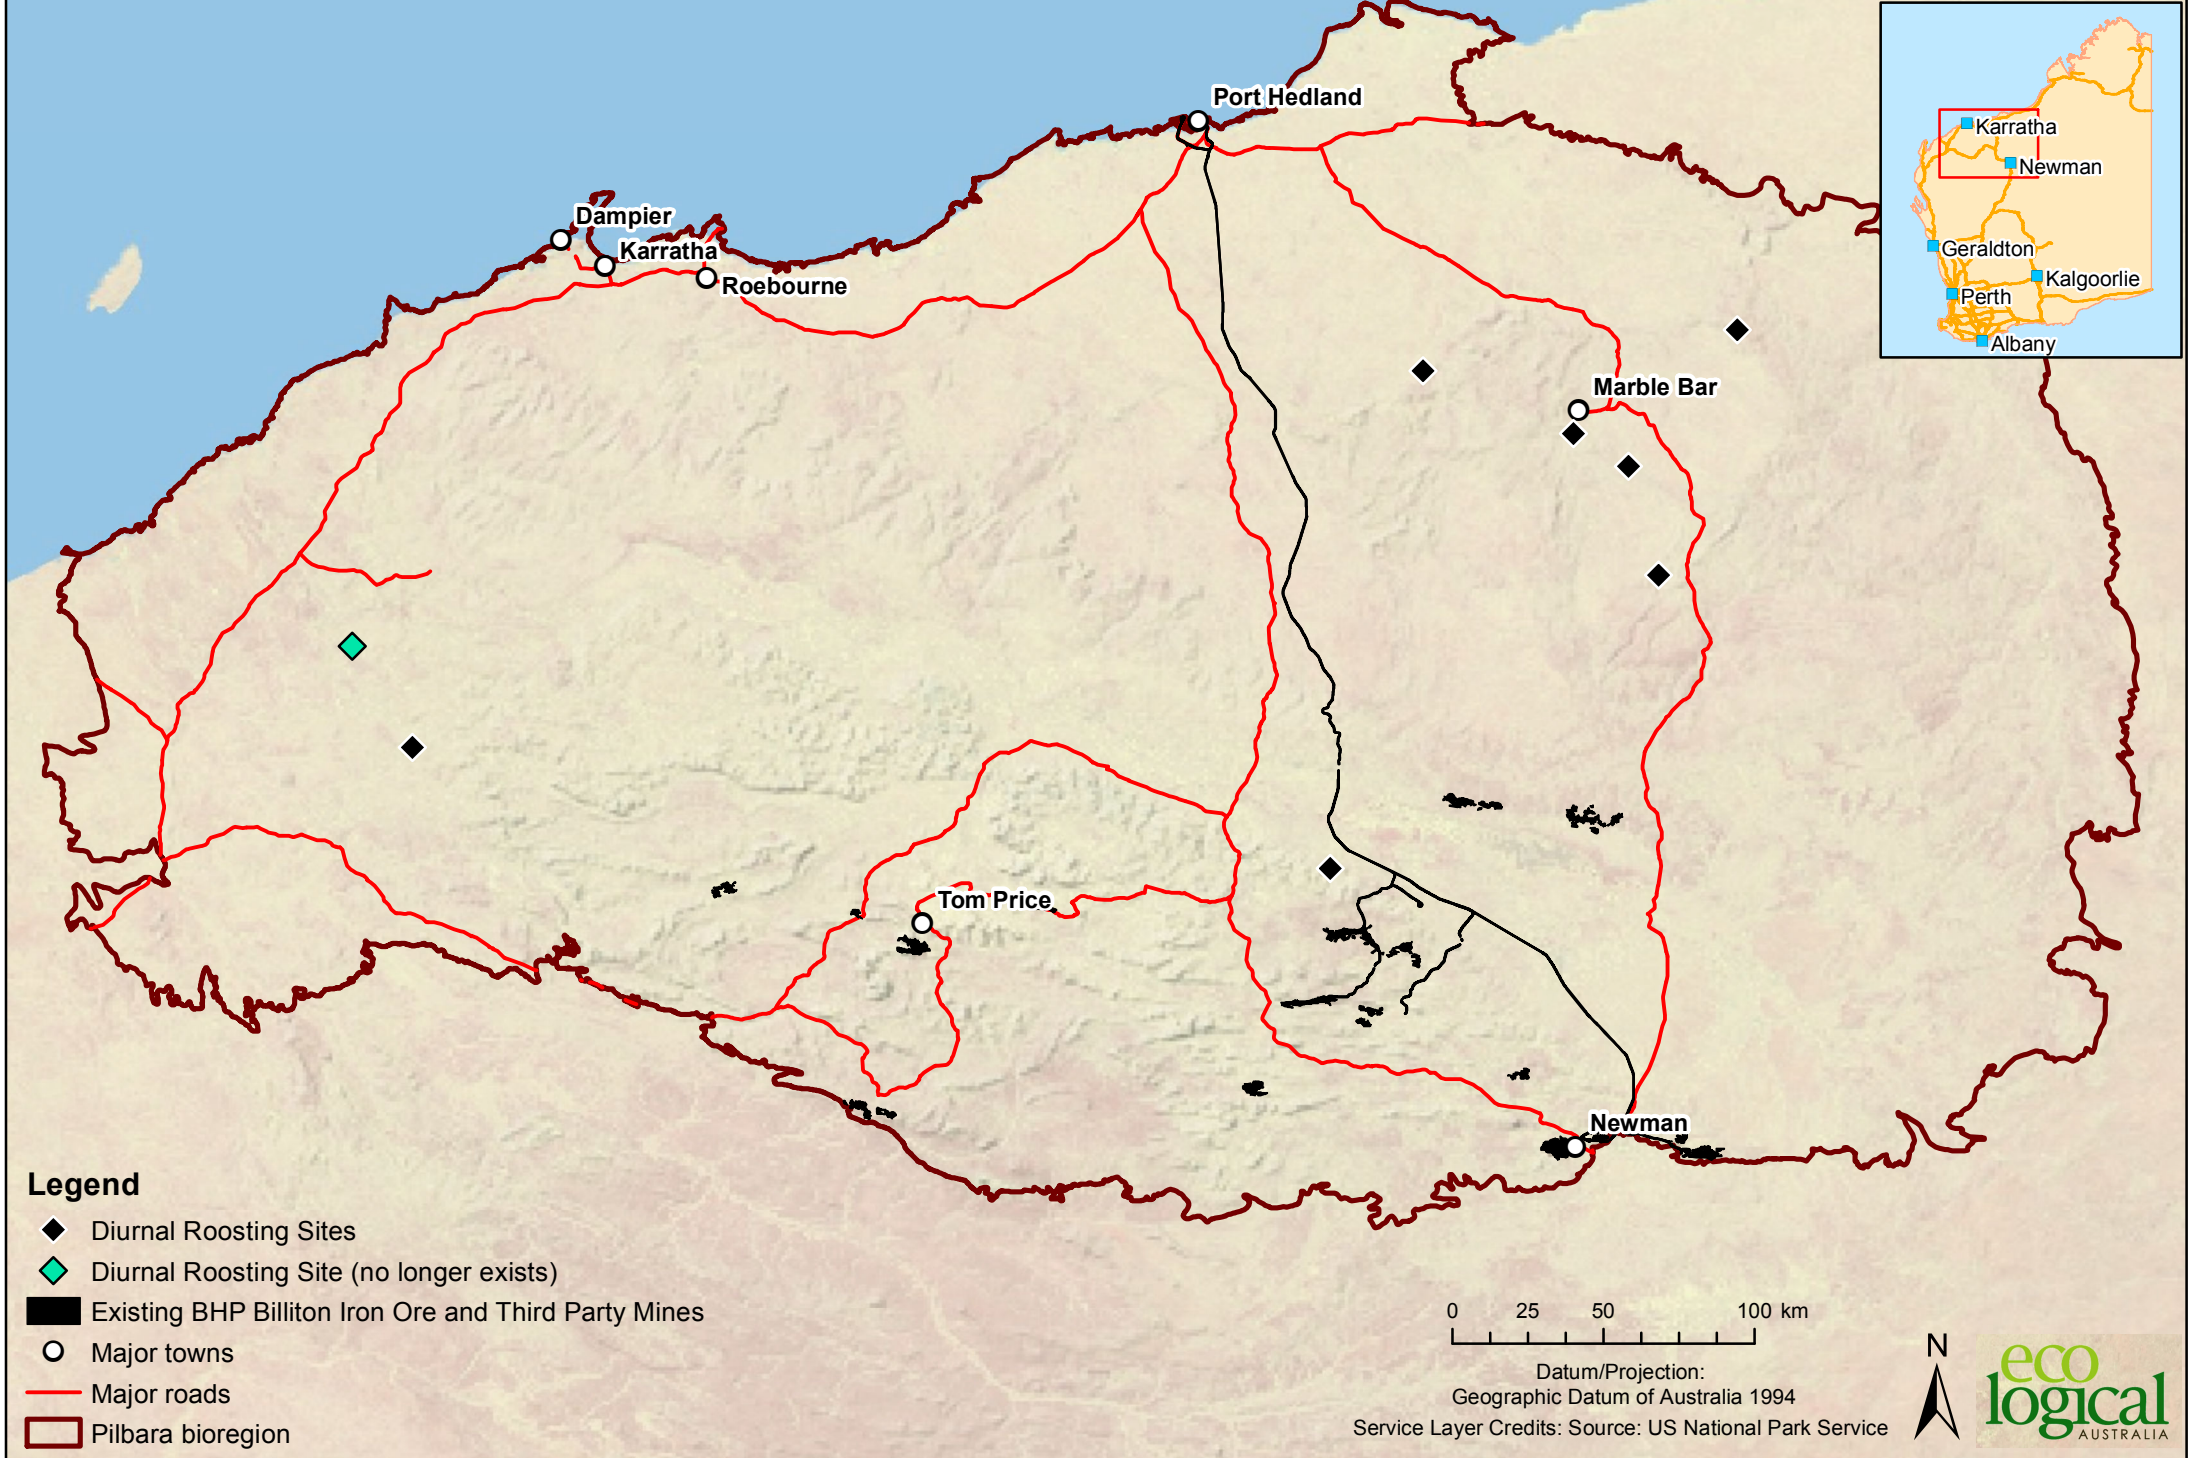 Port Hedland
Dampier
Karratha
Roebourne
Marble Bar
Tom Price
Newman
Karratha
Newman
Geraldton
Kalgoorlie
Perth
Albany
Legend
Diurnal Roosting Sites
Diurnal Roosting Site (no longer exists)
Existing BHP Billiton Iron Ore and Third Party Mines
Major towns
Major roads
Pilbara bioregion
0 25 50 100 km
Datum/Projection:
Geographic Datum of Australia 1994
Service Layer Credits: Source: US National Park Service
N
eco
logical
AUSTRALIA